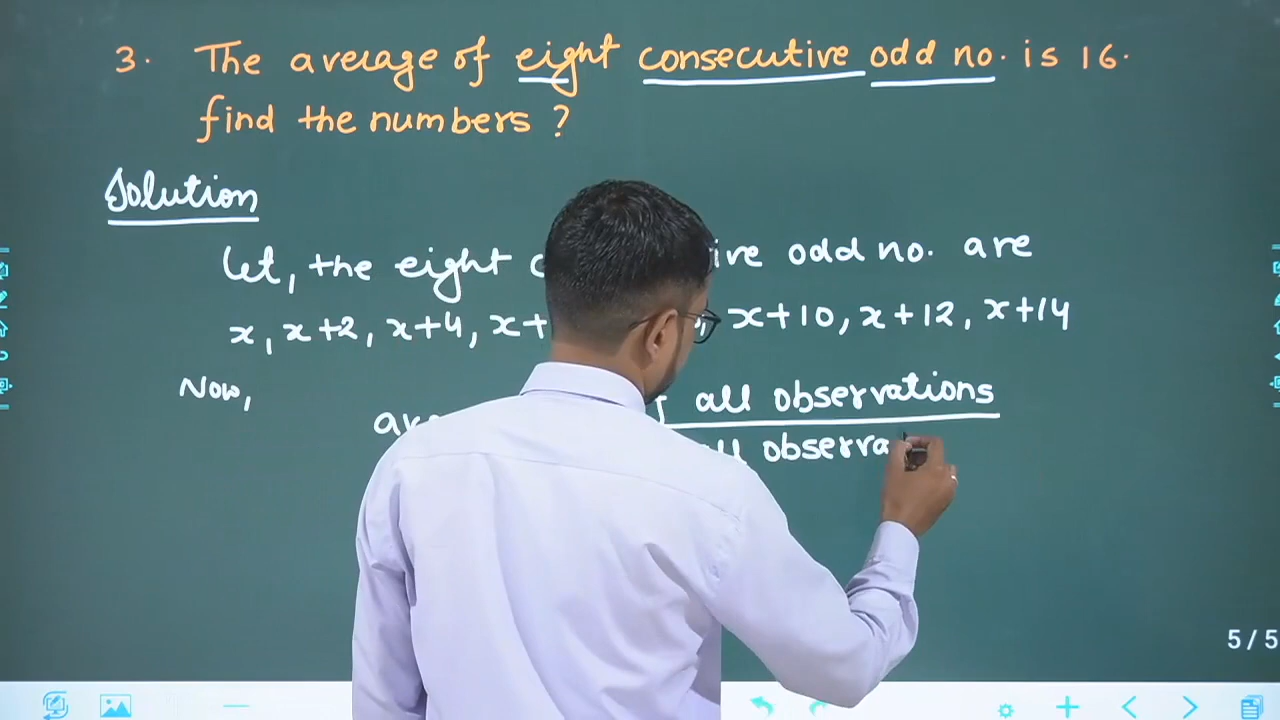 3. The average of eight consecutive odd no. is 16.
find the numbers ?
Solution
Let, the eight odd no. are
x, x+2, x+4, x+ , x+10, x+12, x+14
Now,
all observations
observa
5/5